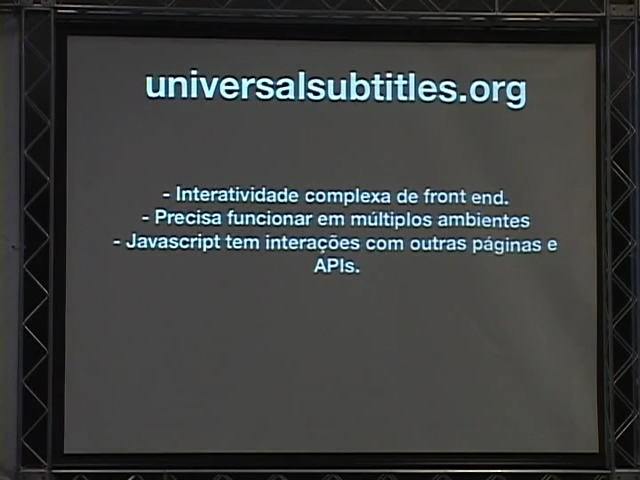 universalsubtitles.org
- Interatividade complexa de front end.
- Precisa funcionar em múltiplos ambientes
- Javascript tem interações com outras páginas e
APIs.